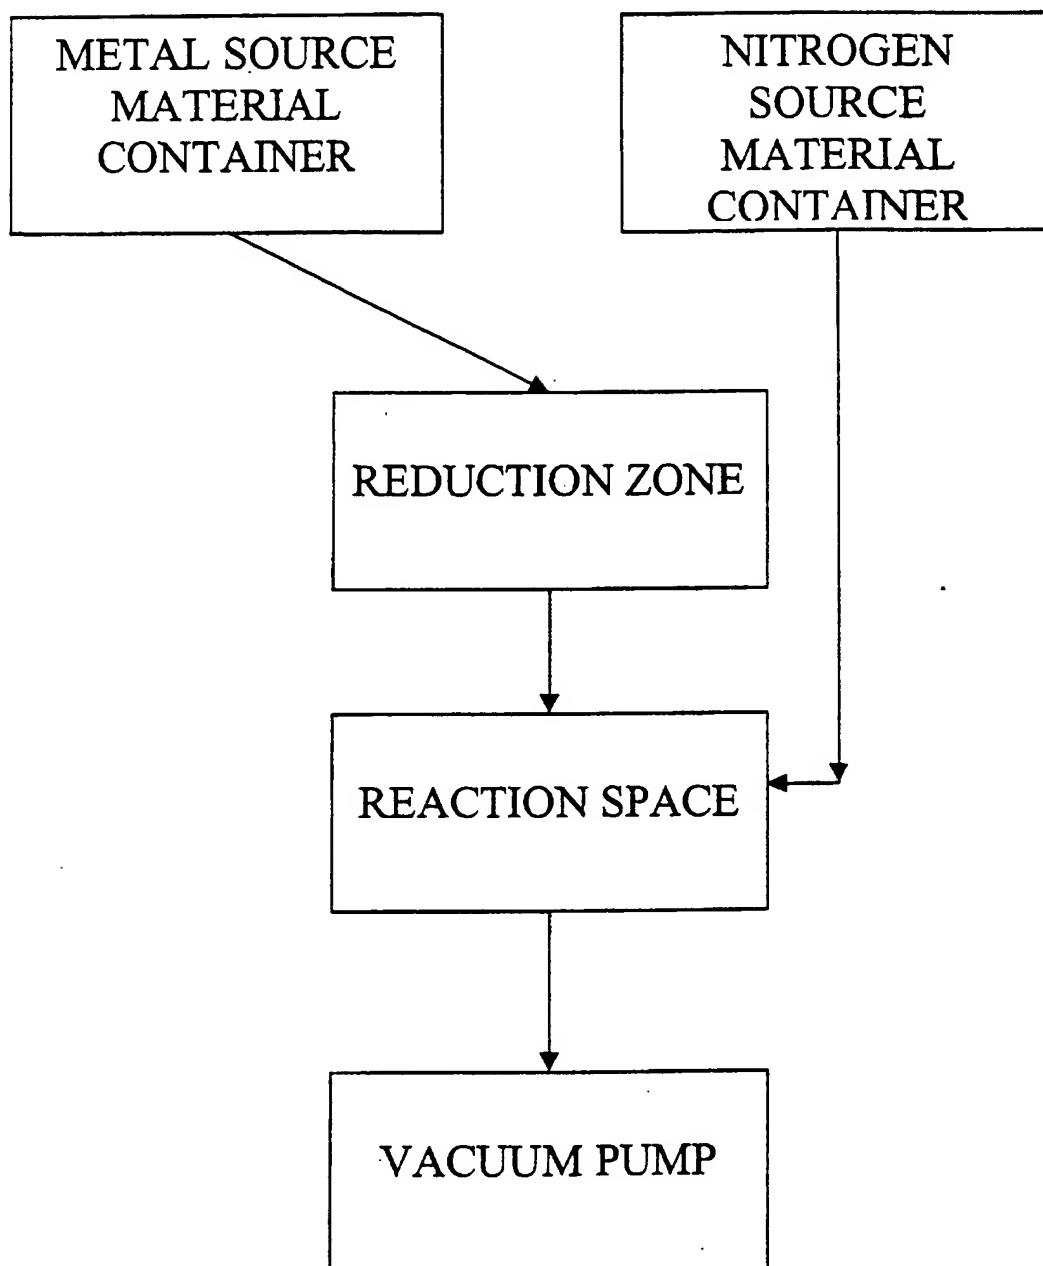 METAL SOURCE
MATERIAL
CONTAINER
NITROGEN
SOURCE
MATERIAL
CONTAINER
REDUCTION ZONE
REACTION SPACE
VACUUM PUMP